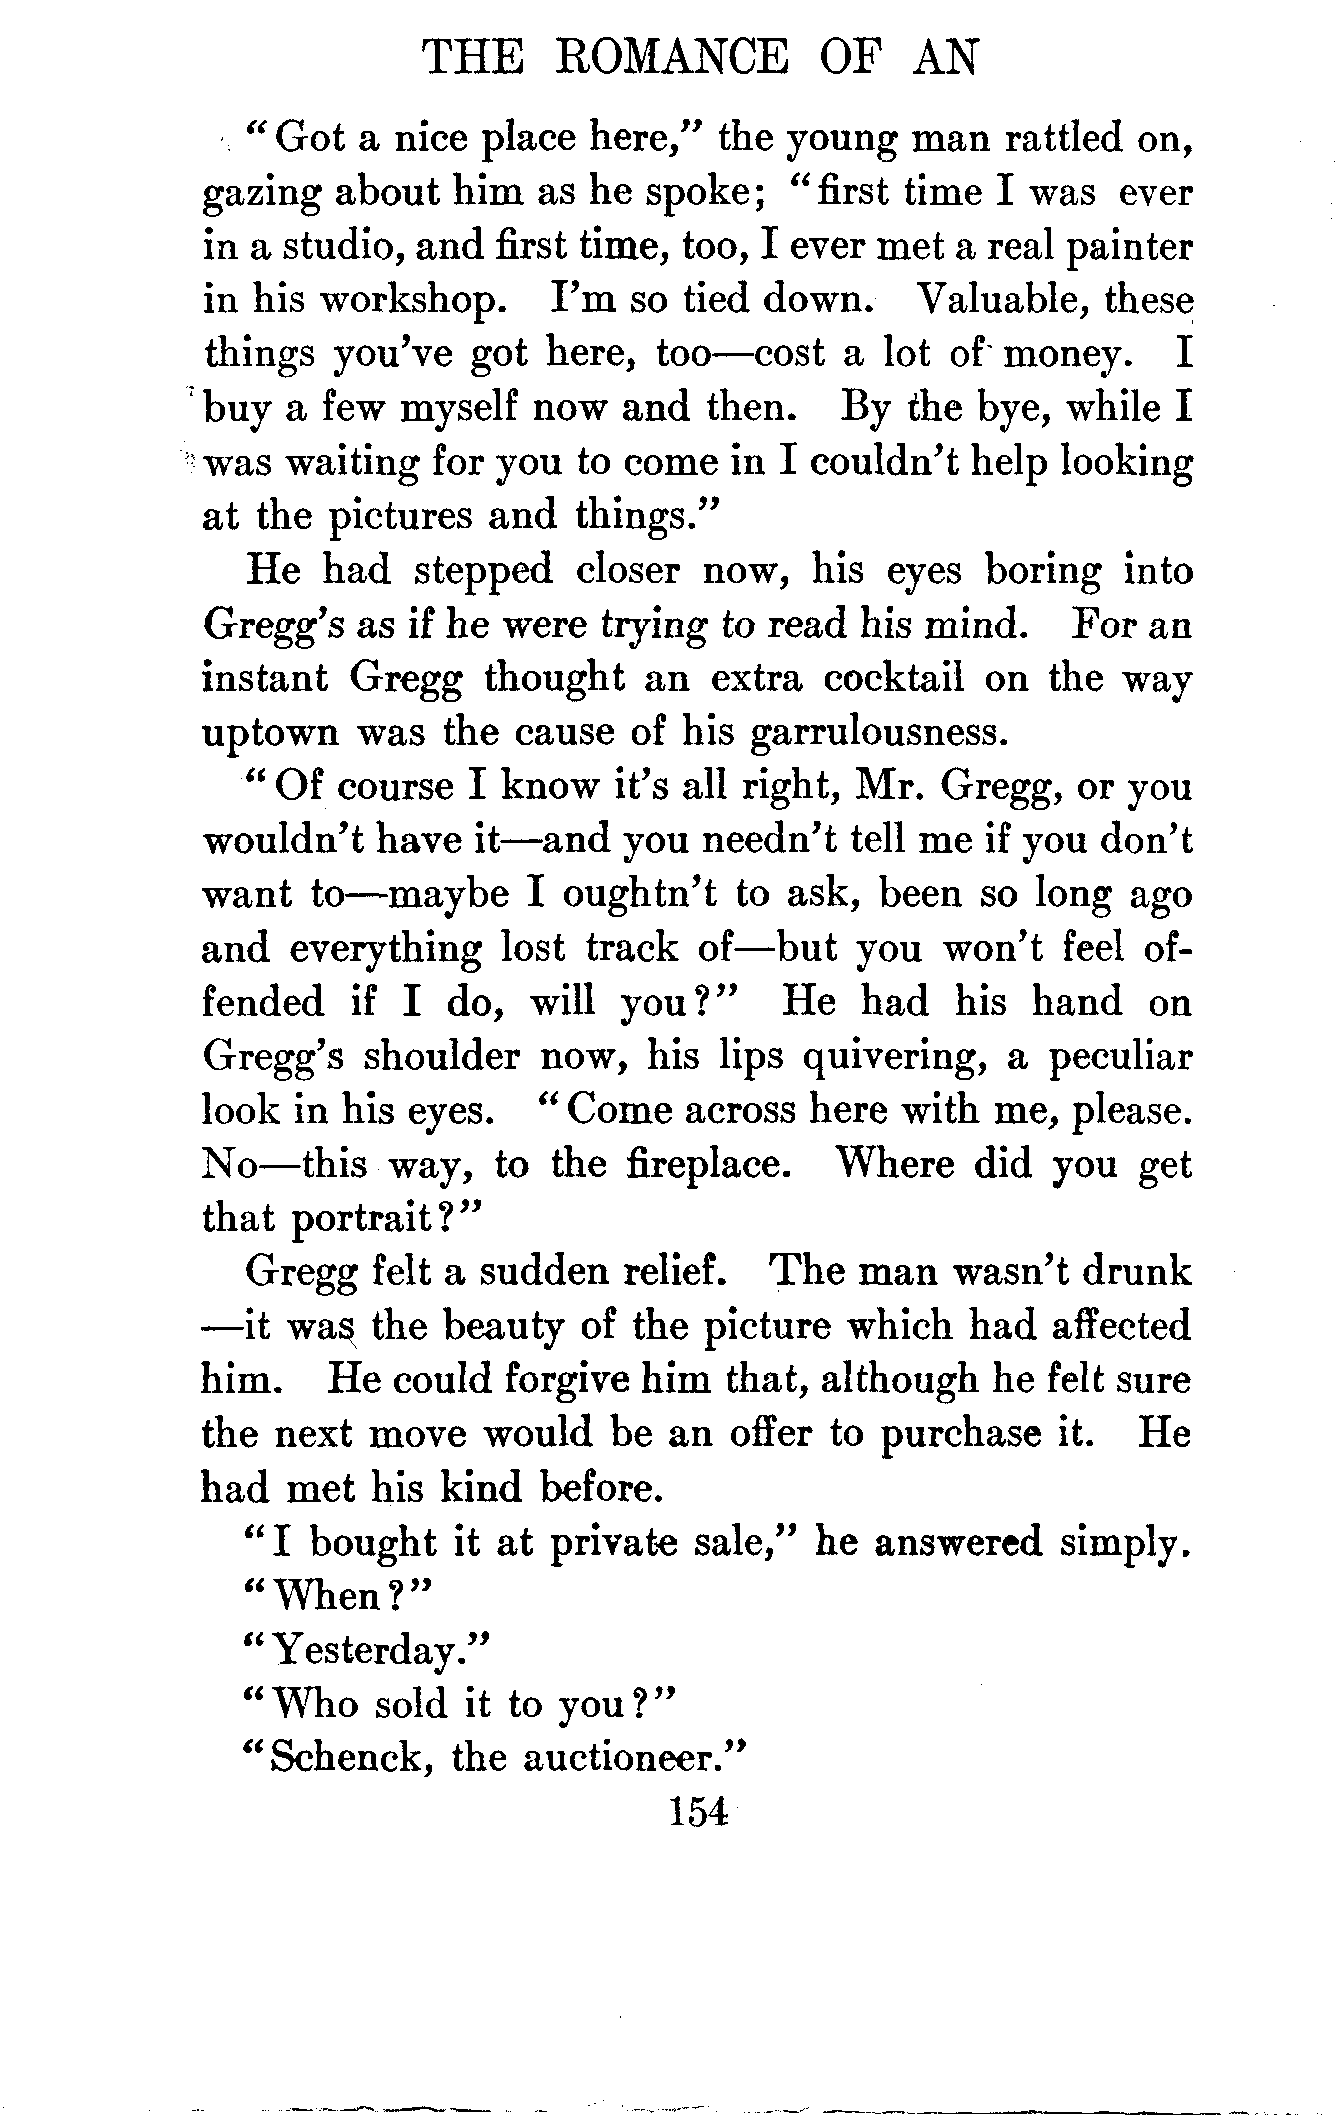 THE ROMANCE OF AN
"Got a nice place here," the young man rattled on,
gazing about him as he spoke; "first time I was ever
in a studio, and first time, too, I ever met a real painter
in his workshop. I'm so tied down. Valuable, these
things you've got here, too—cost a lot of money. I
buy a few myself now and then. By the bye, while I
was waiting for you to come in I couldn't help looking
at the pictures and things."
He had stepped closer now, his eyes boring into
Gregg's as if he were trying to read his mind. For an
instant Gregg thought an extra cocktail on the way
uptown was the cause of his garrulousness.
"Of course I know it's all right, Mr. Gregg, or you
wouldn't have it—and you needn't tell me if you don't
want to—maybe I oughtn't to ask, been so long ago
and everything lost track of—but you won't feel of-
fended if I do, will you?" He had his hand on
Gregg's shoulder now, his lips quivering, a peculiar
look in his eyes. "Come across here with me, please.
No—this way, to the fireplace. Where did you get
that portrait?"
Gregg felt a sudden relief. The man wasn't drunk
—it was the beauty of the picture which had affected
him. He could forgive him that, although he felt sure
the next move would be an offer to purchase it. He
had met his kind before.
"I bought it at private sale," he answered simply.
"When?"
"Yesterday."
"Who sold it to you?"
"Schenck, the auctioneer."
154